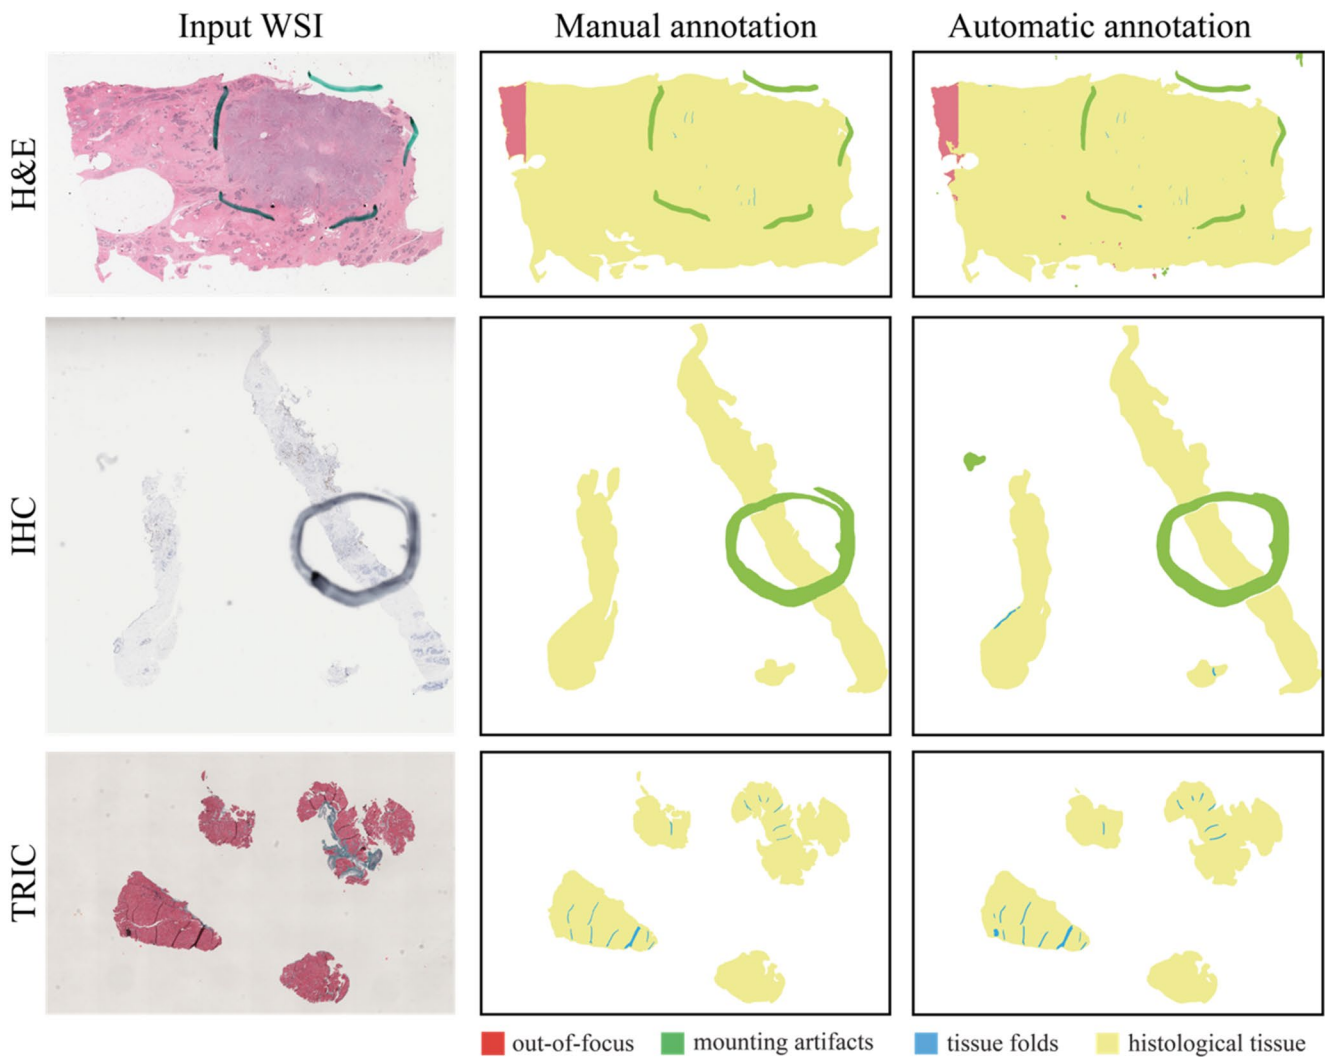 Input WSI Manual annotation Automatic annotation
H&E
IHC
TRIC
out-of-focus mounting artifacts tissue folds histological tissue